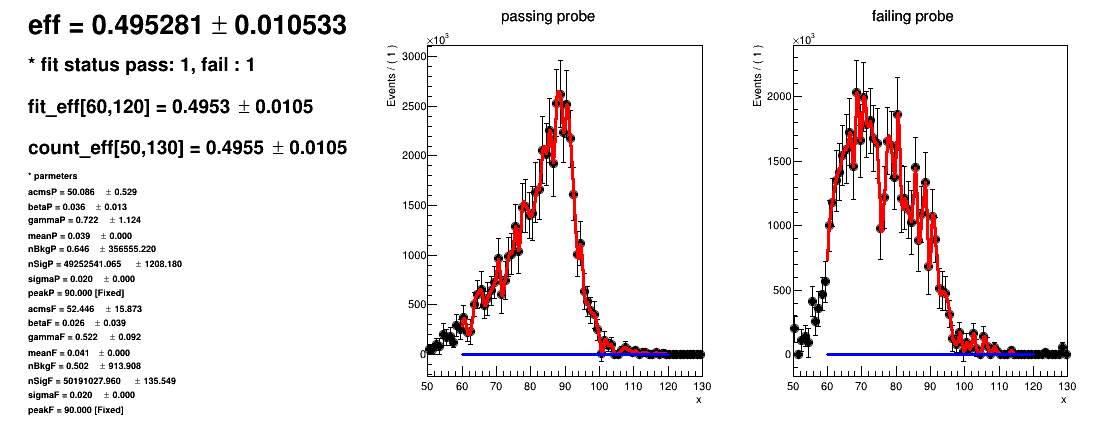 eff = 0.495281 ± 0.010533
* fit status pass: 1, fail : 1
fit_eff[60,120] = 0.4953 ± 0.0105
count_eff[50,130] = 0.4955 ± 0.0105
* parmeters
acmsP = 50.086 ± 0.529
betaP = 0.036 ± 0.013
gammaP = 0.722 ± 1.124
meanP = 0.039 ± 0.000
nBkgP = 0.646 ± 356555.220
nSigP = 49252541.065 ± 1208.180
sigmaP = 0.020 ± 0.000
peakP = 90.000 [Fixed]
acmsF = 52.446 ± 15.873
betaF = 0.026 ± 0.039
gammaF = 0.522 ± 0.092
meanF = 0.041 ± 0.000
nBkgF = 0.502 ± 913.908
nSigF = 50191027.960 ± 135.549
sigmaF = 0.020 ± 0.000
peakF = 90.000 [Fixed]
passing probe
×10³
Events / ( 1 )
3000
2500
2000
1500
1000
500
0
50 60 70 80 90 100 110 120 130
x
failing probe
×10³
Events / ( 1 )
2000
1500
1000
500
0
50 60 70 80 90 100 110 120 130
x